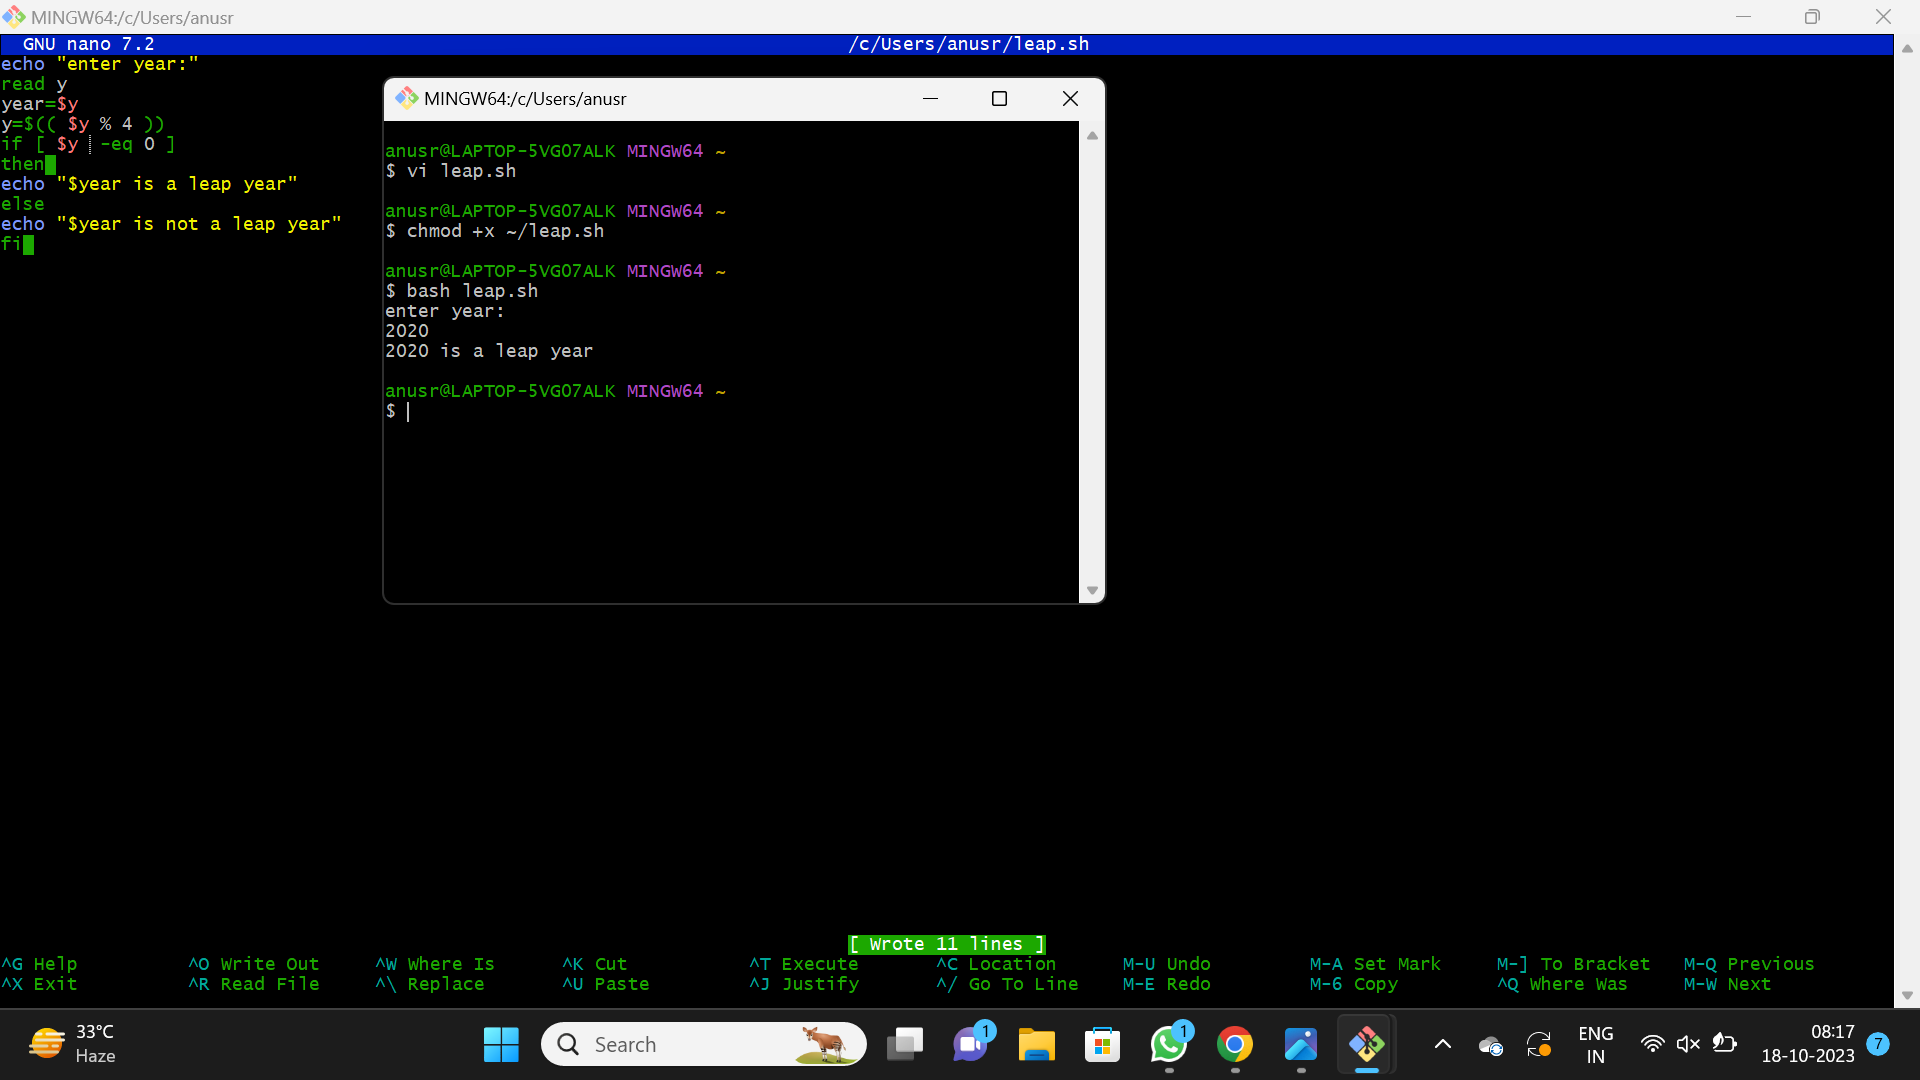 MINGW64:/c/Users/anusr
GNU nano 7.2 /c/Users/anusr/leap.sh
echo "enter year:"
read y
year=$y
y=$(( $y % 4 ))
if [ $y -eq 0 ]
then
echo "$year is a leap year"
else
echo "$year is not a leap year"
fi
MINGW64:/c/Users/anusr
anusr@LAPTOP-5VG07ALK MINGW64 ~
$ vi leap.sh
anusr@LAPTOP-5VG07ALK MINGW64 ~
$ chmod +x ~/leap.sh
anusr@LAPTOP-5VG07ALK MINGW64 ~
$ bash leap.sh
enter year:
2020
2020 is a leap year
anusr@LAPTOP-5VG07ALK MINGW64 ~
$
[ Wrote 11 lines ]
^G Help ^O Write Out ^W Where Is ^K Cut ^T Execute ^C Location M-U Undo M-A Set Mark M-] To Bracket M-Q Previous
^X Exit ^R Read File ^\ Replace ^U Paste ^J Justify ^/ Go To Line M-E Redo M-6 Copy ^Q Where Was M-W Next
33°C
Haze
Search
1
1
ENG
IN
08:17
18-10-2023
7